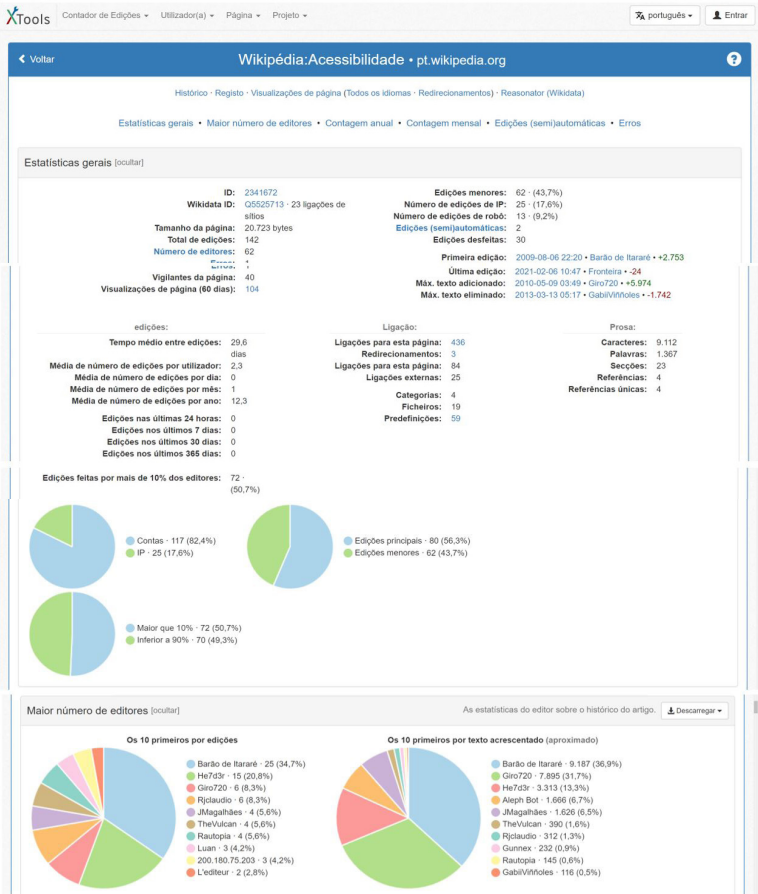 XTools Contador de Edições Utilizador(a) Página Projeto português Entrar
Voltar Wikipédia:Acessibilidade • pt.wikipedia.org ?
Histórico · Registo · Visualizações de página (Todos os idiomas · Redirecionamentos) · Reasonator (Wikidata)
Estatísticas gerais • Maior número de editores • Contagem anual • Contagem mensal • Edições (semi)automáticas • Erros
Estatísticas gerais [ocultar]
ID: 2341672
Wikidata ID: Q5525713 · 23 ligações de
sítios
Tamanho da página: 20.723 bytes
Total de edições: 142
Número de editores: 62
Erros: 1
Vigilantes da página: 40
Visualizações de página (60 dias): 104
Edições menores: 62 · (43,7%)
Número de edições de IP: 25 · (17,6%)
Número de edições de robô: 13 · (9,2%)
Edições (semi)automáticas: 2
Edições desfeitas: 30
Primeira edição: 2009-08-06 22:20 • Barão de Itararé • +2.753
Última edição: 2021-02-06 10:47 • Fronteira • -24
Máx. texto adicionado: 2010-05-09 03:49 • Giro720 • +5.974
Máx. texto eliminado: 2013-03-13 05:17 • GabiiViññoles • -1.742
edições:
Tempo médio entre edições: 29,6
dias
Média de número de edições por utilizador: 2,3
Média de número de edições por dia: 0
Média de número de edições por mês: 1
Média de número de edições por ano: 12,3
Edições nas últimas 24 horas: 0
Edições nos últimos 7 dias: 0
Edições nos últimos 30 dias: 0
Edições nos últimos 365 dias: 0
Edições feitas por mais de 10% dos editores: 72 ·
(50,7%)
Ligação:
Ligações para esta página: 436
Redirecionamentos: 3
Ligações para esta página: 84
Ligações externas: 25
Categorias: 4
Ficheiros: 19
Predefinições: 59
Prosa:
Caracteres: 9.112
Palavras: 1.367
Secções: 23
Referências: 4
Referências únicas: 4
Contas · 117 (82,4%)
IP · 25 (17,6%)
Edições principais · 80 (56,3%)
Edições menores · 62 (43,7%)
Maior que 10% · 72 (50,7%)
Inferior a 90% · 70 (49,3%)
Maior número de editores [ocultar] As estatísticas do editor sobre o histórico do artigo. Descarregar
Os 10 primeiros por edições
Barão de Itararé · 25 (34,7%)
He7d3r · 15 (20,8%)
Giro720 · 6 (8,3%)
Rjclaudio · 6 (8,3%)
JMagalhães · 4 (5,6%)
TheVulcan · 4 (5,6%)
Rautopia · 4 (5,6%)
Luan · 3 (4,2%)
200.180.75.203 · 3 (4,2%)
L'editeur · 2 (2,8%)
Os 10 primeiros por texto acrescentado (aproximado)
Barão de Itararé · 9.187 (36,9%)
Giro720 · 7.895 (31,7%)
He7d3r · 3.313 (13,3%)
Aleph Bot · 1.666 (6,7%)
JMagalhães · 1.626 (6,5%)
TheVulcan · 390 (1,6%)
Rjclaudio · 312 (1,3%)
Gunnex · 232 (0,9%)
Rautopia · 145 (0,6%)
GabiiViññoles · 116 (0,5%)